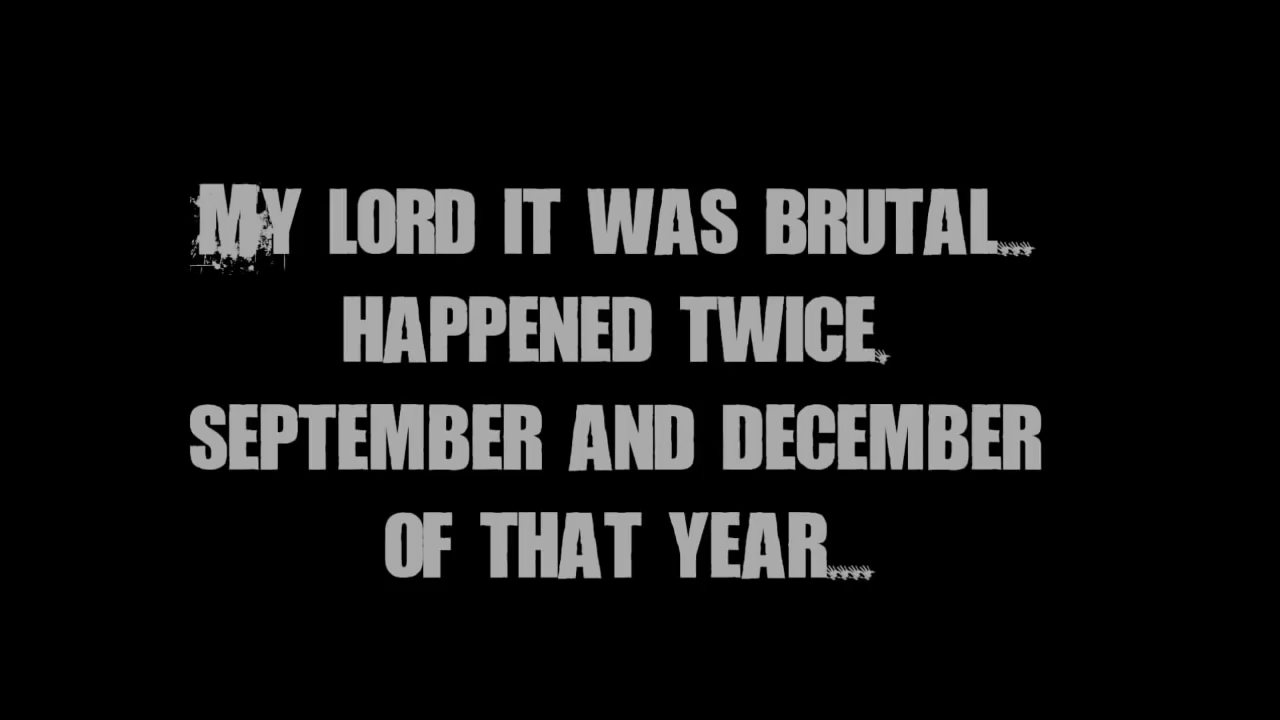 MY LORD IT WAS BRUTAL...
HAPPENED TWICE.
SEPTEMBER AND DECEMBER
OF THAT YEAR....